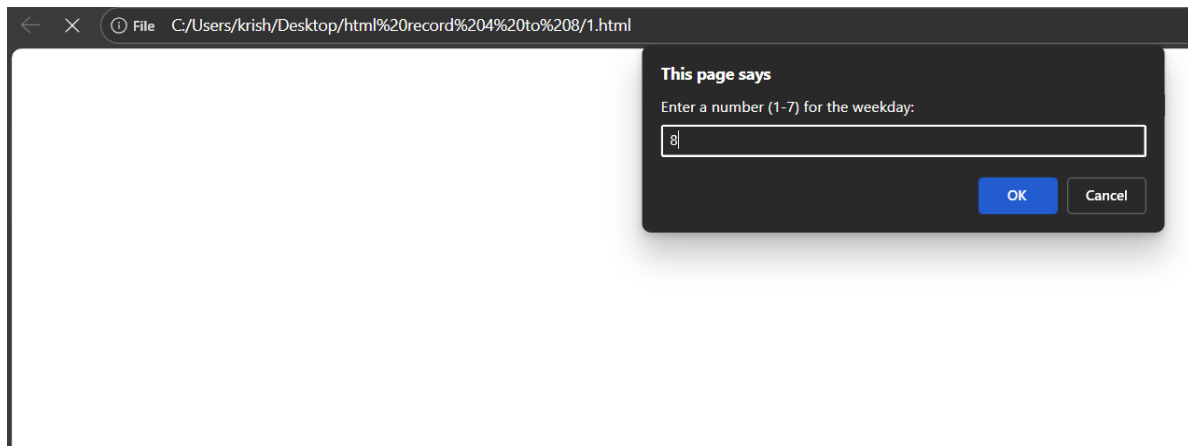 File C:/Users/krish/Desktop/html%20record%204%20to%208/1.html
This page says
Enter a number (1-7) for the weekday:
8
OK Cancel